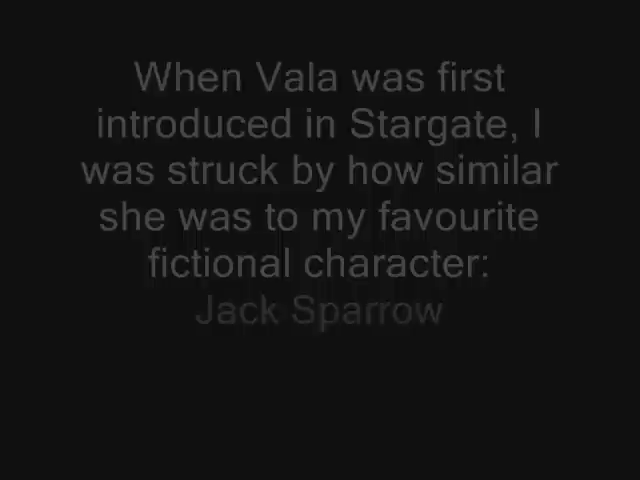 When Vala was first
introduced in Stargate, I
was struck by how similar
she was to my favourite
fictional character:
Jack Sparrow